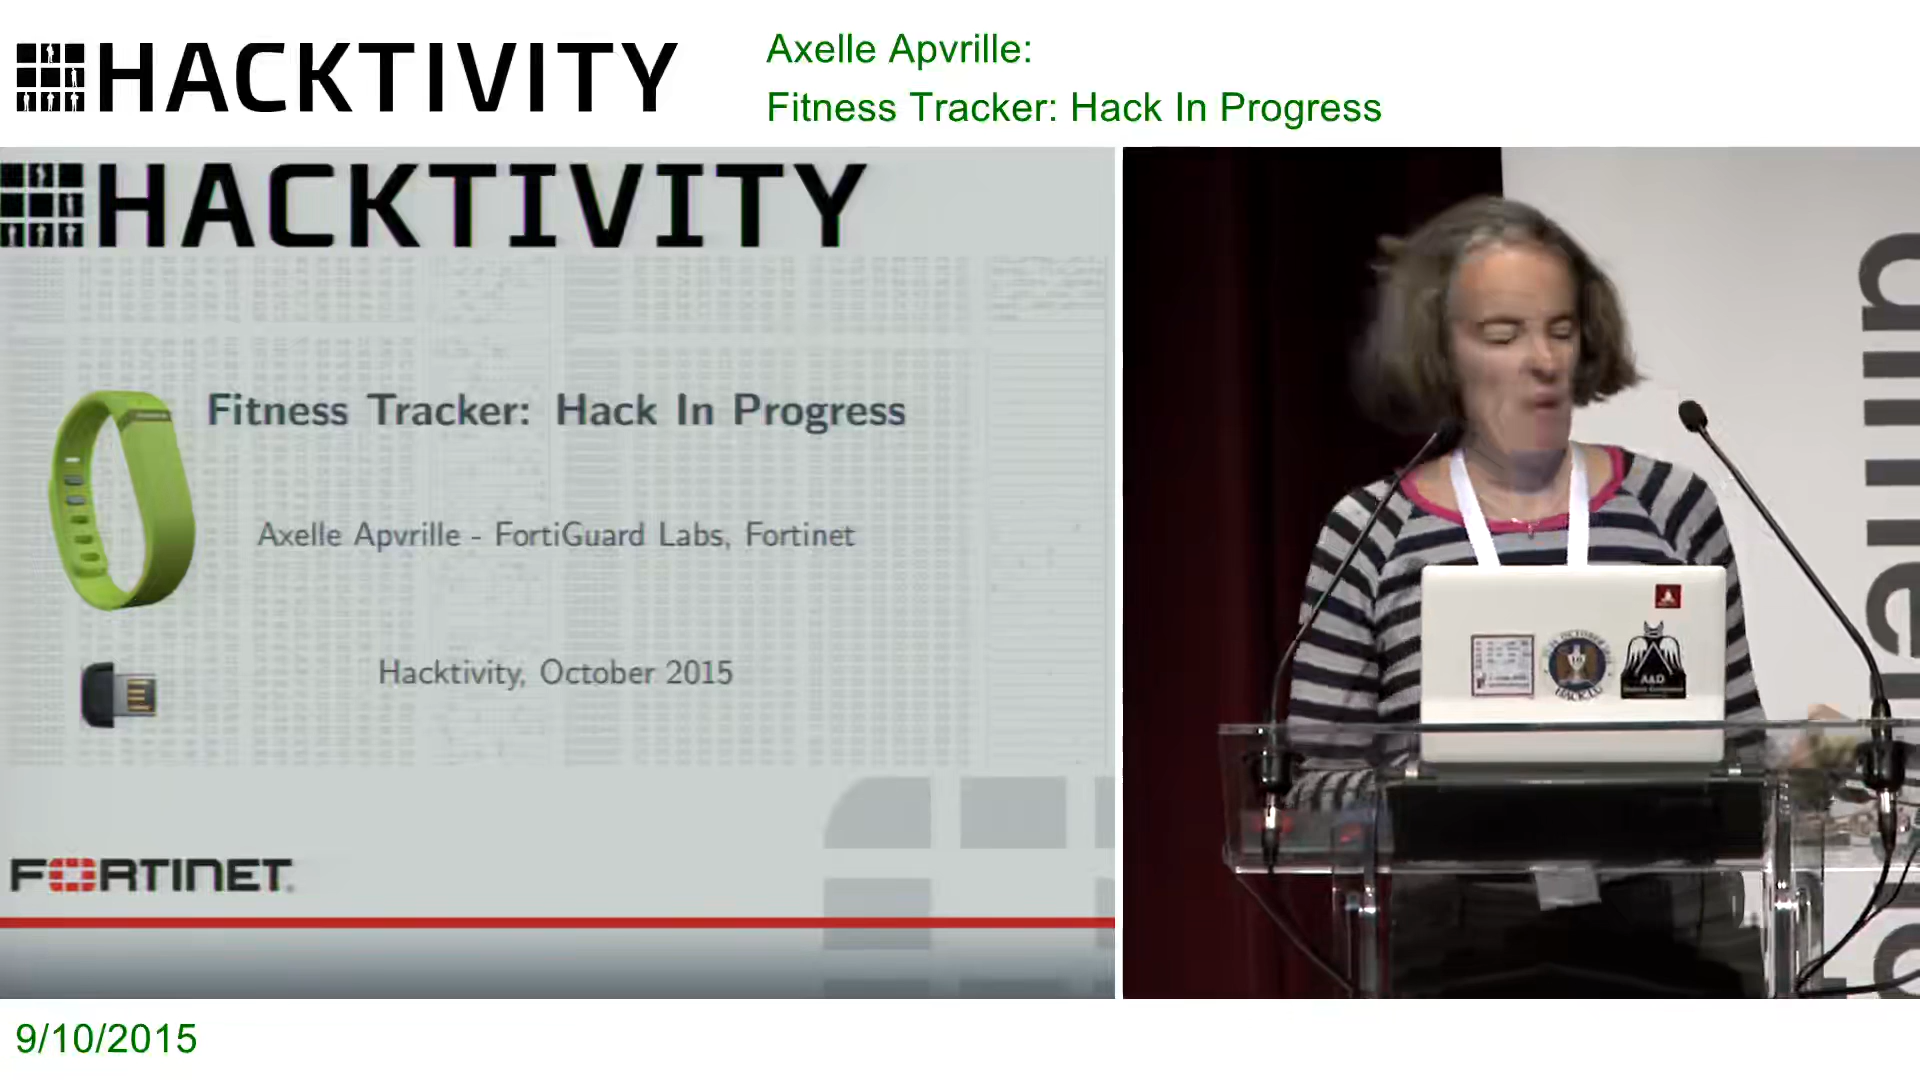 HACKTIVITY
Axelle Apvrille:
Fitness Tracker: Hack In Progress
HACKTIVITY
Fitness Tracker: Hack In Progress
Axelle Apvrille - FortiGuard Labs, Fortinet
Hacktivity, October 2015
FORTINET
A&D
9/10/2015